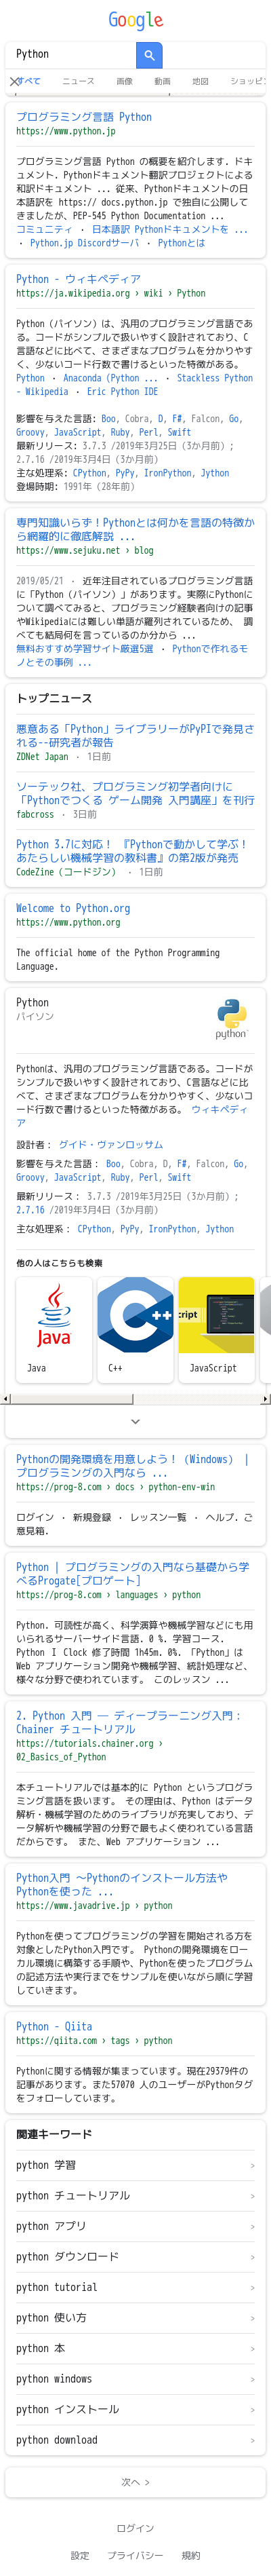 Google
Python
すべて ニュース 画像 動画 地図 ショッピン
プログラミング言語 Python
https://www.python.jp
プログラミング言語 Python の概要を紹介します. ドキ
ュメント. Pythonドキュメント翻訳プロジェクトによる
和訳ドキュメント ... 従来、Pythonドキュメントの日
本語訳を https:// docs.python.jp で独自に公開して
きましたが、PEP-545 Python Documentation ...
コミュニティ ・ 日本語訳 Pythonドキュメントを ...
・ Python.jp Discordサーバ ・ Pythonとは
Python - ウィキペディア
https://ja.wikipedia.org › wiki › Python
Python（パイソン）は、汎用のプログラミング言語であ
る。コードがシンプルで扱いやすく設計されており、C
言語などに比べて、さまざまなプログラムを分かりやす
く、少ないコード行数で書けるといった特徴がある。
Python ・ Anaconda (Python ... ・ Stackless Python
- Wikipedia ・ Eric Python IDE
影響を与えた言語: Boo, Cobra, D, F#, Falcon, Go,
Groovy, JavaScript, Ruby, Perl, Swift
最新リリース: 3.7.3 /2019年3月25日（3か月前）;
2.7.16 /2019年3月4日（3か月前）
主な処理系: CPython, PyPy, IronPython, Jython
登場時期: 1991年（28年前）
専門知識いらず！Pythonとは何かを言語の特徴か
ら網羅的に徹底解説 ...
https://www.sejuku.net › blog
2019/05/21 ・ 近年注目されているプログラミング言語
に「Python（パイソン）」があります。実際にPythonに
ついて調べてみると、プログラミング経験者向けの記事
やWikipediaには難しい単語が羅列されているため、 調
べても結局何を言っているのか分から ...
無料おすすめ学習サイト厳選5選 ・ Pythonで作れるモ
ノとその事例 ...
トップニュース
悪意ある「Python」ライブラリーがPyPIで発見さ
れる--研究者が報告
ZDNet Japan ・ 1日前
ソーテック社、プログラミング初学者向けに
「Pythonでつくる ゲーム開発 入門講座」を刊行
fabcross ・ 3日前
Python 3.7に対応！ 『Pythonで動かして学ぶ！
あたらしい機械学習の教科書』の第2版が発売
CodeZine（コードジン） ・ 1日前
Welcome to Python.org
https://www.python.org
The official home of the Python Programming
Language.
Python
パイソン
python
Pythonは、汎用のプログラミング言語である。コードが
シンプルで扱いやすく設計されており、C言語などに比
べて、さまざまなプログラムを分かりやすく、少ないコ
ード行数で書けるといった特徴がある。 ウィキペディ
ア
設計者： グイド・ヴァンロッサム
影響を与えた言語： Boo, Cobra, D, F#, Falcon, Go,
Groovy, JavaScript, Ruby, Perl, Swift
最新リリース： 3.7.3 /2019年3月25日（3か月前）;
2.7.16 /2019年3月4日（3か月前）
主な処理系： CPython, PyPy, IronPython, Jython
他の人はこちらも検索
Java
C++
cript
Java
C++
JavaScript
Pythonの開発環境を用意しよう！（Windows） |
プログラミングの入門なら ...
https://prog-8.com › docs › python-env-win
ログイン ・ 新規登録 ・ レッスン一覧 ・ ヘルプ. ご
意見箱.
Python | プログラミングの入門なら基礎から学
べるProgate[プロゲート]
https://prog-8.com › languages › python
Python. 可読性が高く、科学演算や機械学習などにも用
いられるサーバーサイド言語. 0 %. 学習コース.
Python Ⅰ Clock 修了時間 1h45m. 0%. 「Python」は
Web アプリケーション開発や機械学習、統計処理など、
様々な分野で使われています。このレッスン ...
2. Python 入門 — ディープラーニング入門：
Chainer チュートリアル
https://tutorials.chainer.org ›
02_Basics_of_Python
本チュートリアルでは基本的に Python というプログラ
ミング言語を扱います。 その理由は、Python はデータ
解析・機械学習のためのライブラリが充実しており、デ
ータ解析や機械学習の分野で最もよく使われている言語
だからです。 また、Web アプリケーション ...
Python入門 ～Pythonのインストール方法や
Pythonを使った ...
https://www.javadrive.jp › python
Pythonを使ってプログラミングの学習を開始される方を
対象としたPython入門です。 Pythonの開発環境をロー
カル環境に構築する手順や、Pythonを使ったプログラム
の記述方法や実行までをサンプルを使いながら順に学習
していきます。
Python - Qiita
https://qiita.com › tags › python
Pythonに関する情報が集まっています。現在29379件の
記事があります。また57070 人のユーザーがPythonタグ
をフォローしています。
関連キーワード
python 学習 >
python チュートリアル >
python アプリ >
python ダウンロード >
python tutorial >
python 使い方 >
python 本 >
python windows >
python インストール >
python download >
次へ >
ログイン
設定 プライバシー 規約